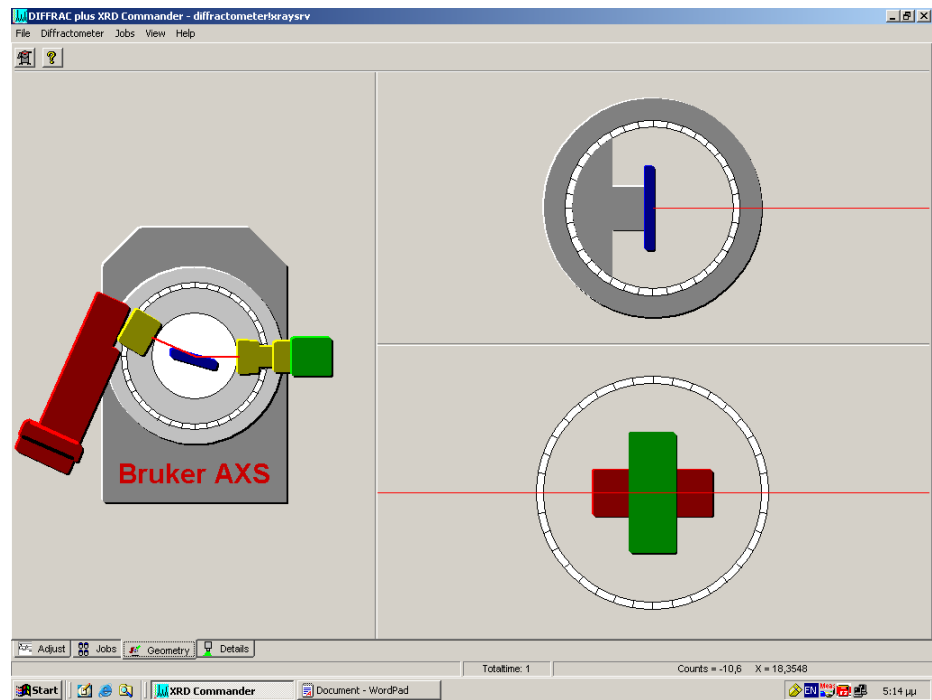 DIFFRAC plus XRD Commander - diffractometer!xraysrv
File Diffractometer Jobs View Help
Bruker AXS
Adjust Jobs Geometry Details
Totaltime: 1 Counts = -10,6 X = 18,3548
Start XRD Commander Document - WordPad EN 5:14 μμ